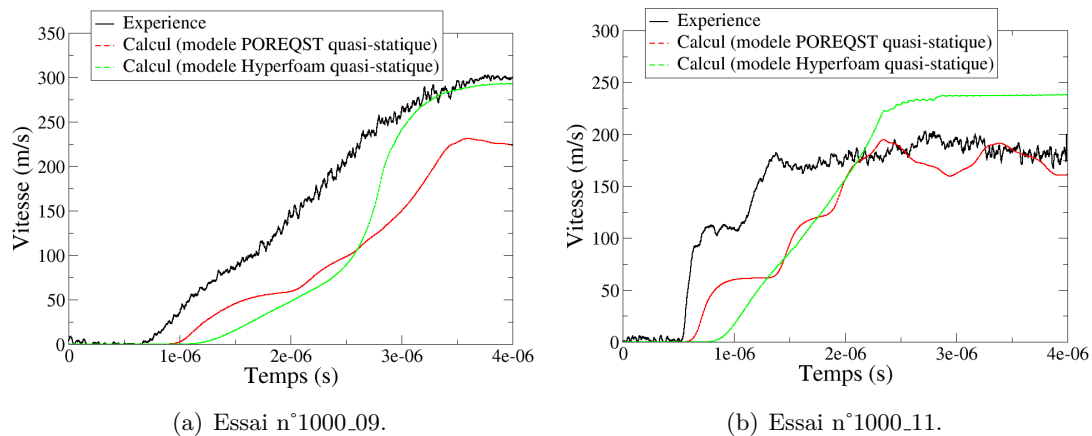 Experience
Calcul (modele POREQST quasi-statique)
Calcul (modele Hyperfoam quasi-statique)
350
300
250
200
150
100
50
0
Vitesse (m/s)
0
1e-06
2e-06
3e-06
4e-06
Temps (s)
(a) Essai n°1000_09.
Experience
Calcul (modele POREQST quasi-statique)
Calcul (modele Hyperfoam quasi-statique)
300
250
200
150
100
50
0
Vitesse (m/s)
0
1e-06
2e-06
3e-06
4e-06
Temps (s)
(b) Essai n°1000_11.